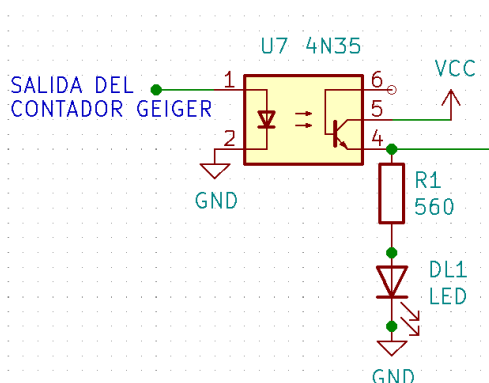 U7 4N35
SALIDA DEL
CONTADOR GEIGER
1
2
6
5
4
VCC
GND
R1
560
DL1
LED
GND